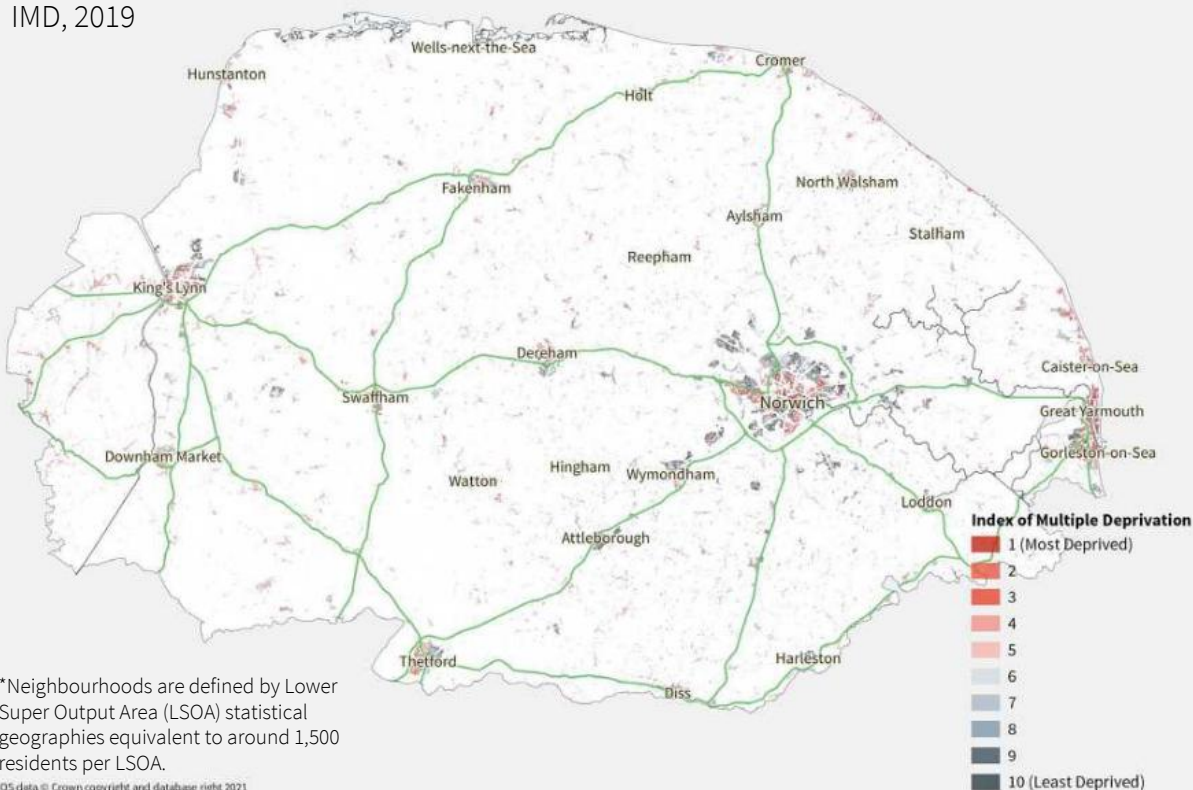 IMD, 2019
Wells-next-the-Sea
Cromer
Hunstanton
Holt
Fakenham
North Walsham
Aylsham
Stalham
Reepham
King's Lynn
Dereham
Caister-on-Sea
Swaffham
Norwich
Great Yarmouth
Gorleston-on-Sea
Downham Market
Hingham
Wymondham
Watton
Loddon
Attleborough
Index of Multiple Deprivation
1 (Most Deprived)
2
3
4
5
6
7
8
9
10 (Least Deprived)
Thetford
Harleston
Diss
*Neighbourhoods are defined by Lower
Super Output Area (LSOA) statistical
geographies equivalent to around 1,500
residents per LSOA.
OS data © Crown copyright and database right 2021